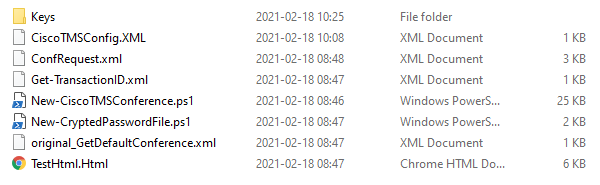 Keys 2021-02-18 10:25 File folder
CiscoTMSConfig.XML 2021-02-18 10:08 XML Document 1 KB
ConfRequest.xml 2021-02-18 08:48 XML Document 3 KB
Get-TransactionID.xml 2021-02-18 08:47 XML Document 1 KB
New-CiscoTMSConference.ps1 2021-02-18 08:46 Windows PowerS... 25 KB
New-CryptedPasswordFile.ps1 2021-02-18 08:47 Windows PowerS... 2 KB
original_GetDefaultConference.xml 2021-02-18 08:47 XML Document 1 KB
TestHtml.Html 2021-02-18 08:47 Chrome HTML Do... 6 KB